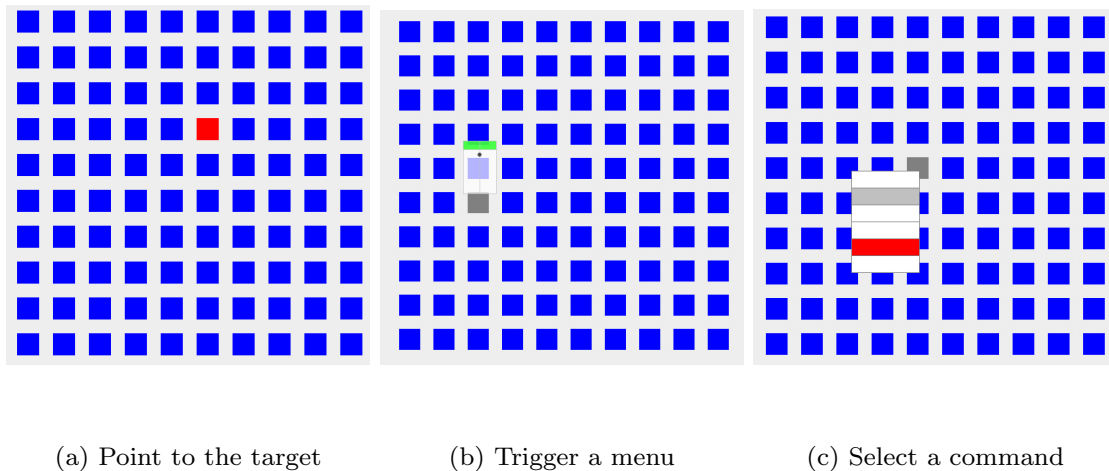 (a) Point to the target
(b) Trigger a menu
(c) Select a command